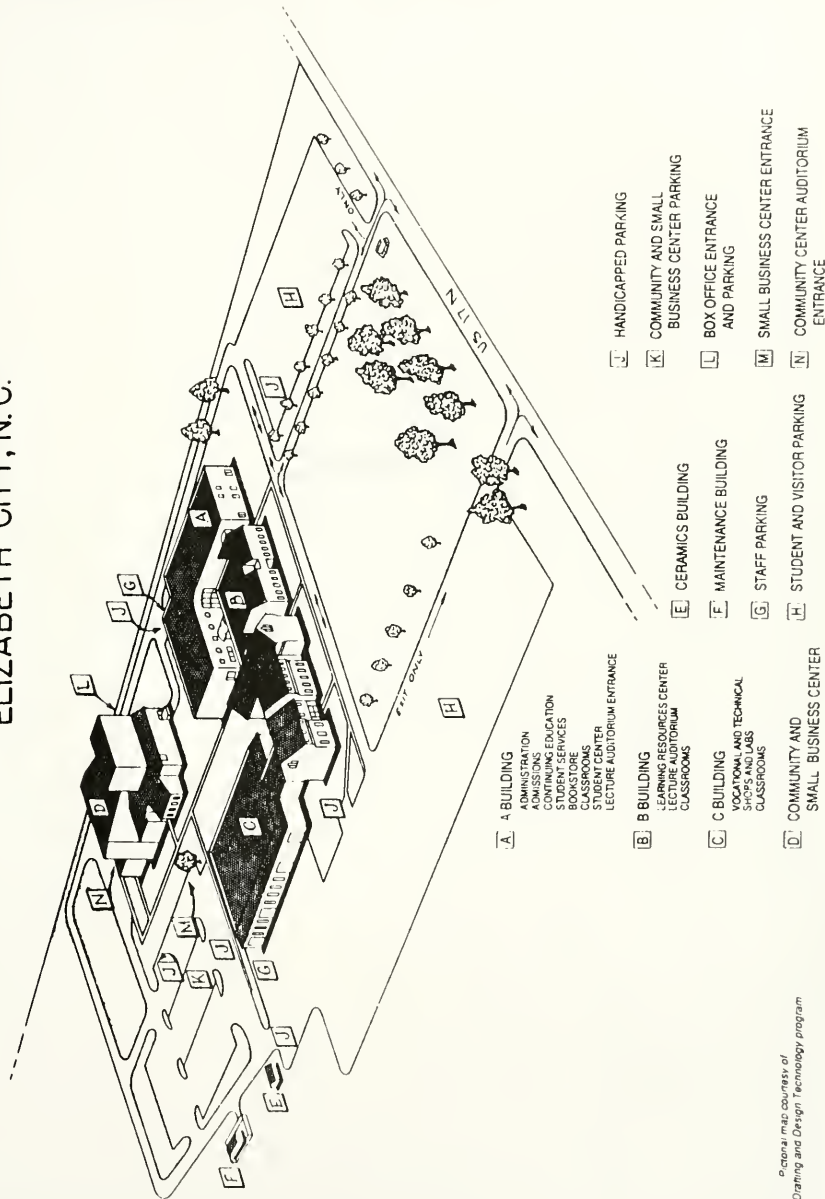 ELIZABETH CITY, N. C.
L
J
G
D
A
N
B
H
J
ONLY
M
J
K
C
J
G
J
J
E
F
EXIT ONLY
H
US 17 N
A A BUILDING
ADMINISTRATION
ADMISSIONS
CONTINUING EDUCATION
STUDENT SERVICES
BOOKSTORE
CLASSROOMS
STUDENT CENTER
LECTURE AUDITORIUM ENTRANCE
B B BUILDING
LEARNING RESOURCES CENTER
LECTURE AUDITORIUM
CLASSROOMS
C C BUILDING
VOCATIONAL AND TECHNICAL
SHOPS AND LABS
CLASSROOMS
D COMMUNITY AND
SMALL BUSINESS CENTER
E CERAMICS BUILDING
F MAINTENANCE BUILDING
G STAFF PARKING
H STUDENT AND VISITOR PARKING
J HANDICAPPED PARKING
K COMMUNITY AND SMALL
BUSINESS CENTER PARKING
L BOX OFFICE ENTRANCE
AND PARKING
M SMALL BUSINESS CENTER ENTRANCE
N COMMUNITY CENTER AUDITORIUM
ENTRANCE
Pictorial map courtesy of
Drafting and Design Technology program